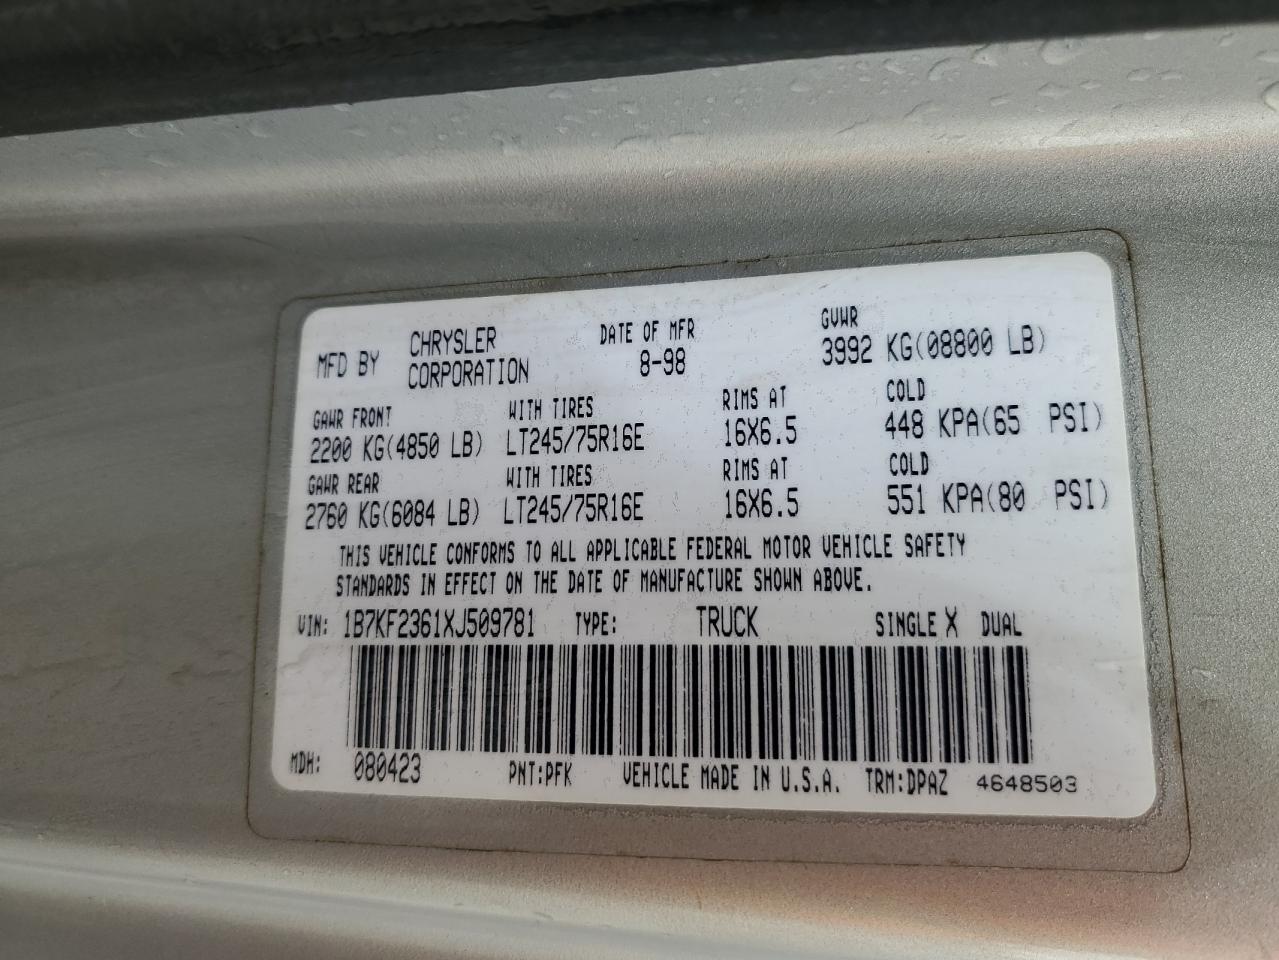 MFD BY CHRYSLER CORPORATION DATE OF MFR 8-98 GVWR 3992 KG(08800 LB)
GAWR FRONT WITH TIRES RIMS AT COLD
2200 KG(4850 LB) LT245/75R16E 16X6.5 448 KPA(65 PSI)
GAWR REAR WITH TIRES RIMS AT COLD
2760 KG(6084 LB) LT245/75R16E 16X6.5 551 KPA(80 PSI)
THIS VEHICLE CONFORMS TO ALL APPLICABLE FEDERAL MOTOR VEHICLE SAFETY
STANDARDS IN EFFECT ON THE DATE OF MANUFACTURE SHOWN ABOVE.
VIN: 1B7KF2361XJ509781 TYPE: TRUCK SINGLE X DUAL
MDH: 080423 PNT:PFK VEHICLE MADE IN U.S.A. TRM:DPAZ 4648503